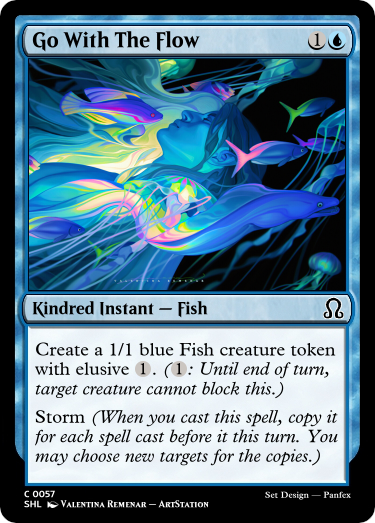 Go With The Flow 1
VALENTINA REMENAR
Kindred Instant — Fish
Create a 1/1 blue Fish creature token
with elusive 1. (1: Until end of turn,
target creature cannot block this.)
Storm (When you cast this spell, copy it
for each spell cast before it this turn. You
may choose new targets for the copies.)
C 0057
SHL VALENTINA REMENAR — ARTSTATION
Set Design — Panfex